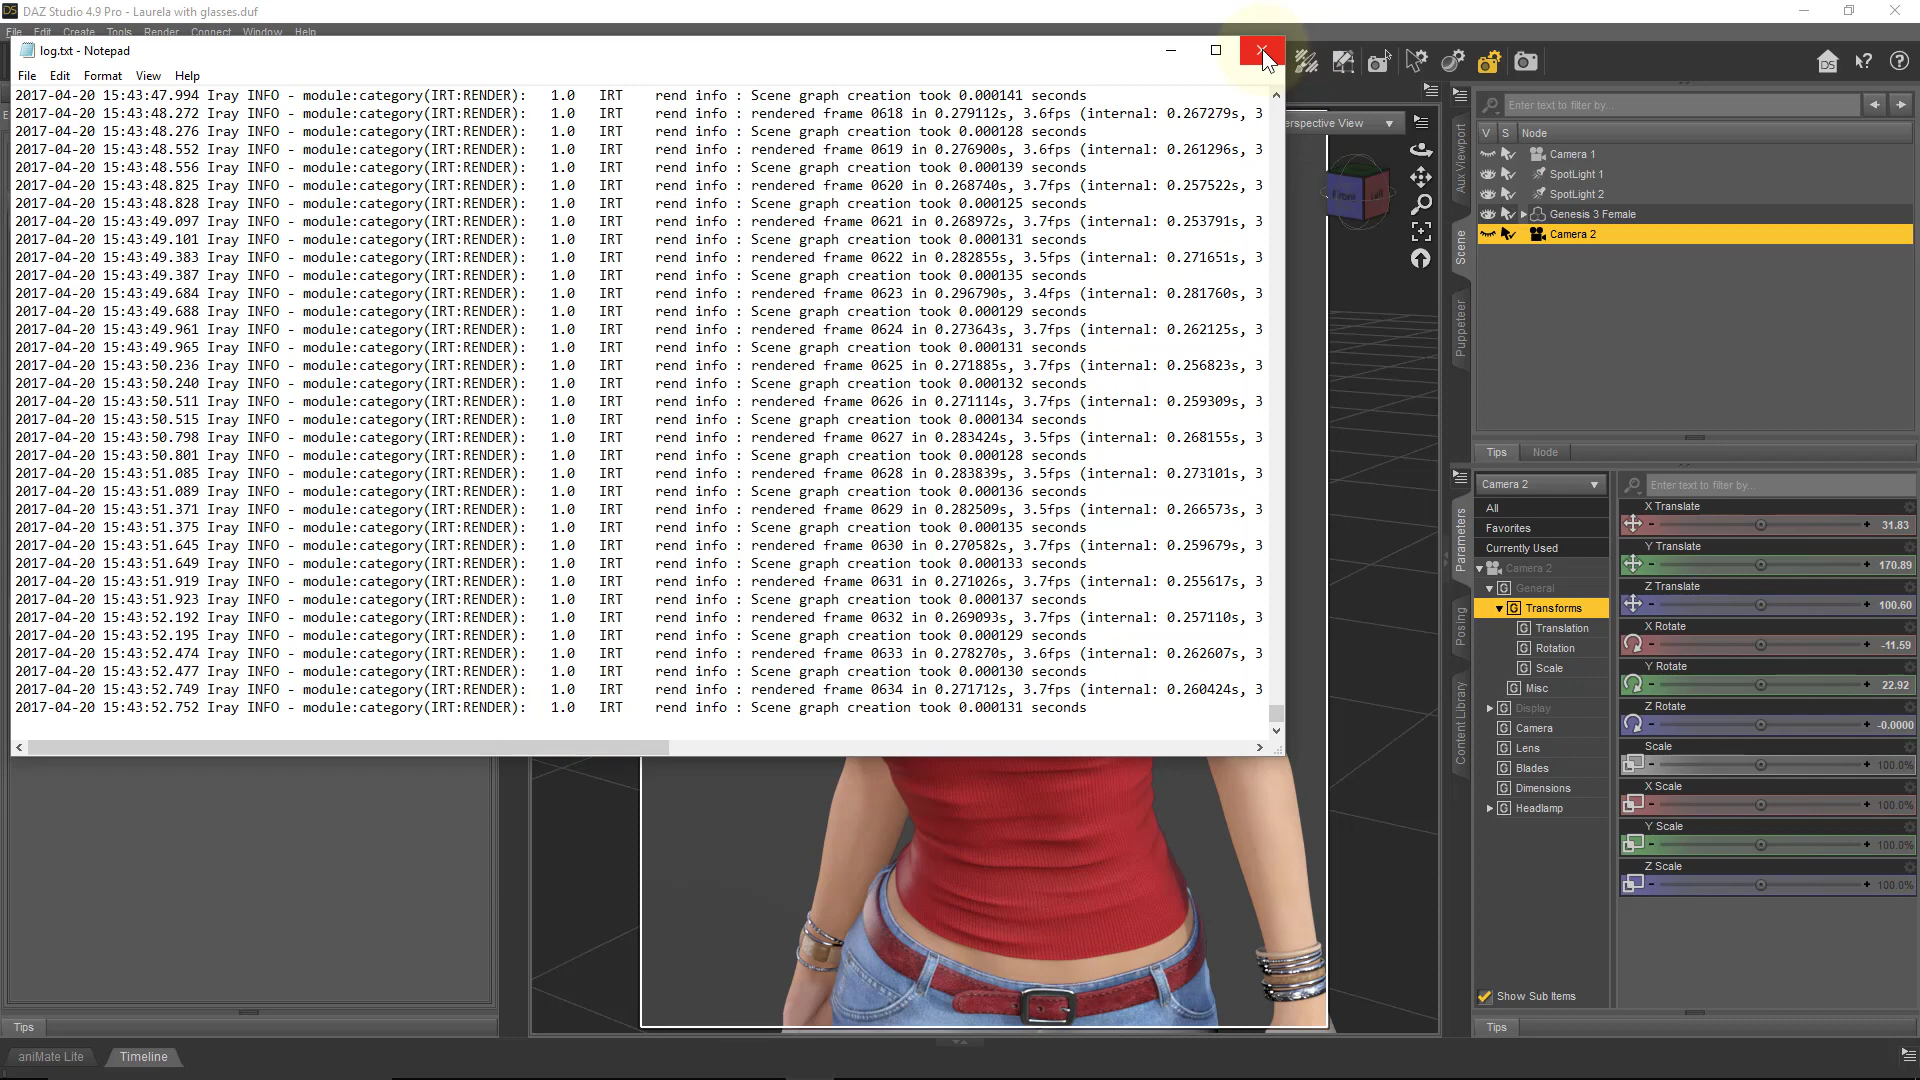 DAZ Studio 4.9 Pro - Laurela with glasses.duf
File Edit Create Tools Render Connect Window Help
log.txt - Notepad
File Edit Format View Help
2017-04-20 15:43:47.994 Iray INFO - module:category(IRT:RENDER): 1.0 IRT rend info : Scene graph creation took 0.000141 seconds
2017-04-20 15:43:48.272 Iray INFO - module:category(IRT:RENDER): 1.0 IRT rend info : rendered frame 0618 in 0.279112s, 3.6fps (internal: 0.267279s, 3
2017-04-20 15:43:48.276 Iray INFO - module:category(IRT:RENDER): 1.0 IRT rend info : Scene graph creation took 0.000128 seconds
2017-04-20 15:43:48.552 Iray INFO - module:category(IRT:RENDER): 1.0 IRT rend info : rendered frame 0619 in 0.276900s, 3.6fps (internal: 0.261296s, 3
2017-04-20 15:43:48.556 Iray INFO - module:category(IRT:RENDER): 1.0 IRT rend info : Scene graph creation took 0.000139 seconds
2017-04-20 15:43:48.825 Iray INFO - module:category(IRT:RENDER): 1.0 IRT rend info : rendered frame 0620 in 0.268740s, 3.7fps (internal: 0.257522s, 3
2017-04-20 15:43:48.828 Iray INFO - module:category(IRT:RENDER): 1.0 IRT rend info : Scene graph creation took 0.000125 seconds
2017-04-20 15:43:49.097 Iray INFO - module:category(IRT:RENDER): 1.0 IRT rend info : rendered frame 0621 in 0.268972s, 3.7fps (internal: 0.253791s, 3
2017-04-20 15:43:49.101 Iray INFO - module:category(IRT:RENDER): 1.0 IRT rend info : Scene graph creation took 0.000131 seconds
2017-04-20 15:43:49.383 Iray INFO - module:category(IRT:RENDER): 1.0 IRT rend info : rendered frame 0622 in 0.282855s, 3.5fps (internal: 0.271651s, 3
2017-04-20 15:43:49.387 Iray INFO - module:category(IRT:RENDER): 1.0 IRT rend info : Scene graph creation took 0.000135 seconds
2017-04-20 15:43:49.684 Iray INFO - module:category(IRT:RENDER): 1.0 IRT rend info : rendered frame 0623 in 0.296790s, 3.4fps (internal: 0.281760s, 3
2017-04-20 15:43:49.688 Iray INFO - module:category(IRT:RENDER): 1.0 IRT rend info : Scene graph creation took 0.000129 seconds
2017-04-20 15:43:49.961 Iray INFO - module:category(IRT:RENDER): 1.0 IRT rend info : rendered frame 0624 in 0.273643s, 3.7fps (internal: 0.262125s, 3
2017-04-20 15:43:49.965 Iray INFO - module:category(IRT:RENDER): 1.0 IRT rend info : Scene graph creation took 0.000131 seconds
2017-04-20 15:43:50.236 Iray INFO - module:category(IRT:RENDER): 1.0 IRT rend info : rendered frame 0625 in 0.271885s, 3.7fps (internal: 0.256823s, 3
2017-04-20 15:43:50.240 Iray INFO - module:category(IRT:RENDER): 1.0 IRT rend info : Scene graph creation took 0.000132 seconds
2017-04-20 15:43:50.511 Iray INFO - module:category(IRT:RENDER): 1.0 IRT rend info : rendered frame 0626 in 0.271114s, 3.7fps (internal: 0.259309s, 3
2017-04-20 15:43:50.515 Iray INFO - module:category(IRT:RENDER): 1.0 IRT rend info : Scene graph creation took 0.000134 seconds
2017-04-20 15:43:50.798 Iray INFO - module:category(IRT:RENDER): 1.0 IRT rend info : rendered frame 0627 in 0.283424s, 3.5fps (internal: 0.268155s, 3
2017-04-20 15:43:50.801 Iray INFO - module:category(IRT:RENDER): 1.0 IRT rend info : Scene graph creation took 0.000128 seconds
2017-04-20 15:43:51.085 Iray INFO - module:category(IRT:RENDER): 1.0 IRT rend info : rendered frame 0628 in 0.283839s, 3.5fps (internal: 0.273101s, 3
2017-04-20 15:43:51.089 Iray INFO - module:category(IRT:RENDER): 1.0 IRT rend info : Scene graph creation took 0.000136 seconds
2017-04-20 15:43:51.371 Iray INFO - module:category(IRT:RENDER): 1.0 IRT rend info : rendered frame 0629 in 0.282509s, 3.5fps (internal: 0.266573s, 3
2017-04-20 15:43:51.375 Iray INFO - module:category(IRT:RENDER): 1.0 IRT rend info : Scene graph creation took 0.000135 seconds
2017-04-20 15:43:51.645 Iray INFO - module:category(IRT:RENDER): 1.0 IRT rend info : rendered frame 0630 in 0.270582s, 3.7fps (internal: 0.259679s, 3
2017-04-20 15:43:51.649 Iray INFO - module:category(IRT:RENDER): 1.0 IRT rend info : Scene graph creation took 0.000133 seconds
2017-04-20 15:43:51.919 Iray INFO - module:category(IRT:RENDER): 1.0 IRT rend info : rendered frame 0631 in 0.271026s, 3.7fps (internal: 0.255617s, 3
2017-04-20 15:43:51.923 Iray INFO - module:category(IRT:RENDER): 1.0 IRT rend info : Scene graph creation took 0.000137 seconds
2017-04-20 15:43:52.192 Iray INFO - module:category(IRT:RENDER): 1.0 IRT rend info : rendered frame 0632 in 0.269093s, 3.7fps (internal: 0.257110s, 3
2017-04-20 15:43:52.195 Iray INFO - module:category(IRT:RENDER): 1.0 IRT rend info : Scene graph creation took 0.000129 seconds
2017-04-20 15:43:52.474 Iray INFO - module:category(IRT:RENDER): 1.0 IRT rend info : rendered frame 0633 in 0.278270s, 3.6fps (internal: 0.262607s, 3
2017-04-20 15:43:52.477 Iray INFO - module:category(IRT:RENDER): 1.0 IRT rend info : Scene graph creation took 0.000130 seconds
2017-04-20 15:43:52.749 Iray INFO - module:category(IRT:RENDER): 1.0 IRT rend info : rendered frame 0634 in 0.271712s, 3.7fps (internal: 0.260424s, 3
2017-04-20 15:43:52.752 Iray INFO - module:category(IRT:RENDER): 1.0 IRT rend info : Scene graph creation took 0.000131 seconds
erspective View
Front
Left
Aux Viewport
Scene
Puppeteer
Enter text to filter by...
V S Node
Camera 1
SpotLight 1
SpotLight 2
Genesis 3 Female
Camera 2
Tips Node
Parameters
Posing
Content Library
Camera 2
All
Favorites
Currently Used
Camera 2
General
Transforms
Translation
Rotation
Scale
Misc
Display
Camera
Lens
Blades
Dimensions
Headlamp
Show Sub Items
Enter text to filter by...
X Translate
31.83
Y Translate
170.89
Z Translate
100.60
X Rotate
-11.59
Y Rotate
22.92
Z Rotate
-0.0000
Scale
100.0%
X Scale
100.0%
Y Scale
100.0%
Z Scale
100.0%
Tips
Tips
aniMate Lite
Timeline